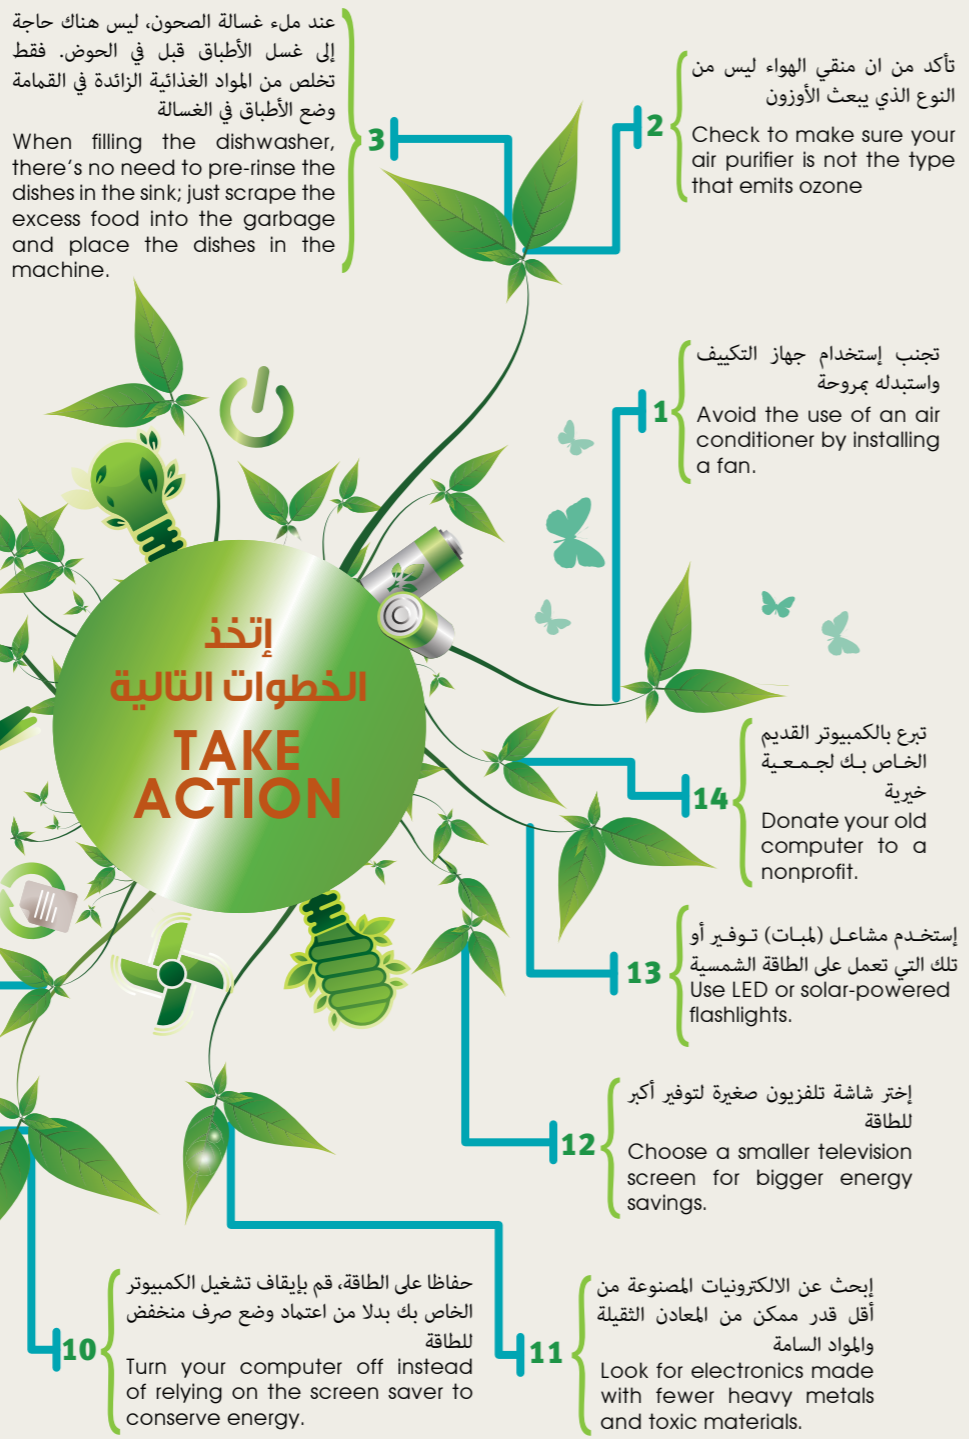 عند ملء غسالة الصحون، ليس هناك حاجة
إلى غسل الأطباق قبل في الحوض. فقط
تخلص من المواد الغذائية الزائدة في القمامة
وضع الأطباق في الغسالة
When filling the dishwasher,
there's no need to pre-rinse the
dishes in the sink; just scrape the
excess food into the garbage
and place the dishes in the
machine.
3
2
تأكد من ان منقي الهواء ليس من
النوع الذي يبعث الأوزون
Check to make sure your
air purifier is not the type
that emits ozone
1
تجنب إستخدام جهاز التكييف
واستبدله بمروحة
Avoid the use of an air
conditioner by installing
a fan.
إتخذ
الخطوات التالية
TAKE
ACTION
14
تبرع بالكمبيوتر القديم
الخاص بك لجمعية
خيرية
Donate your old
computer to a
nonprofit.
13
إستخدم مشاعل (لمبات) توفير أو
تلك التي تعمل على الطاقة الشمسية
Use LED or solar-powered
flashlights.
12
إختر شاشة تلفزيون صغيرة لتوفير أكبر
للطاقة
Choose a smaller television
screen for bigger energy
savings.
11
إبحث عن الالكترونيات المصنوعة من
أقل قدر ممكن من المعادن الثقيلة
والمواد السامة
Look for electronics made
with fewer heavy metals
and toxic materials.
10
حفاظا على الطاقة، قم بإيقاف تشغيل الكمبيوتر
الخاص بك بدلا من اعتماد وضع صرف منخفض
للطاقة
Turn your computer off instead
of relying on the screen saver to
conserve energy.